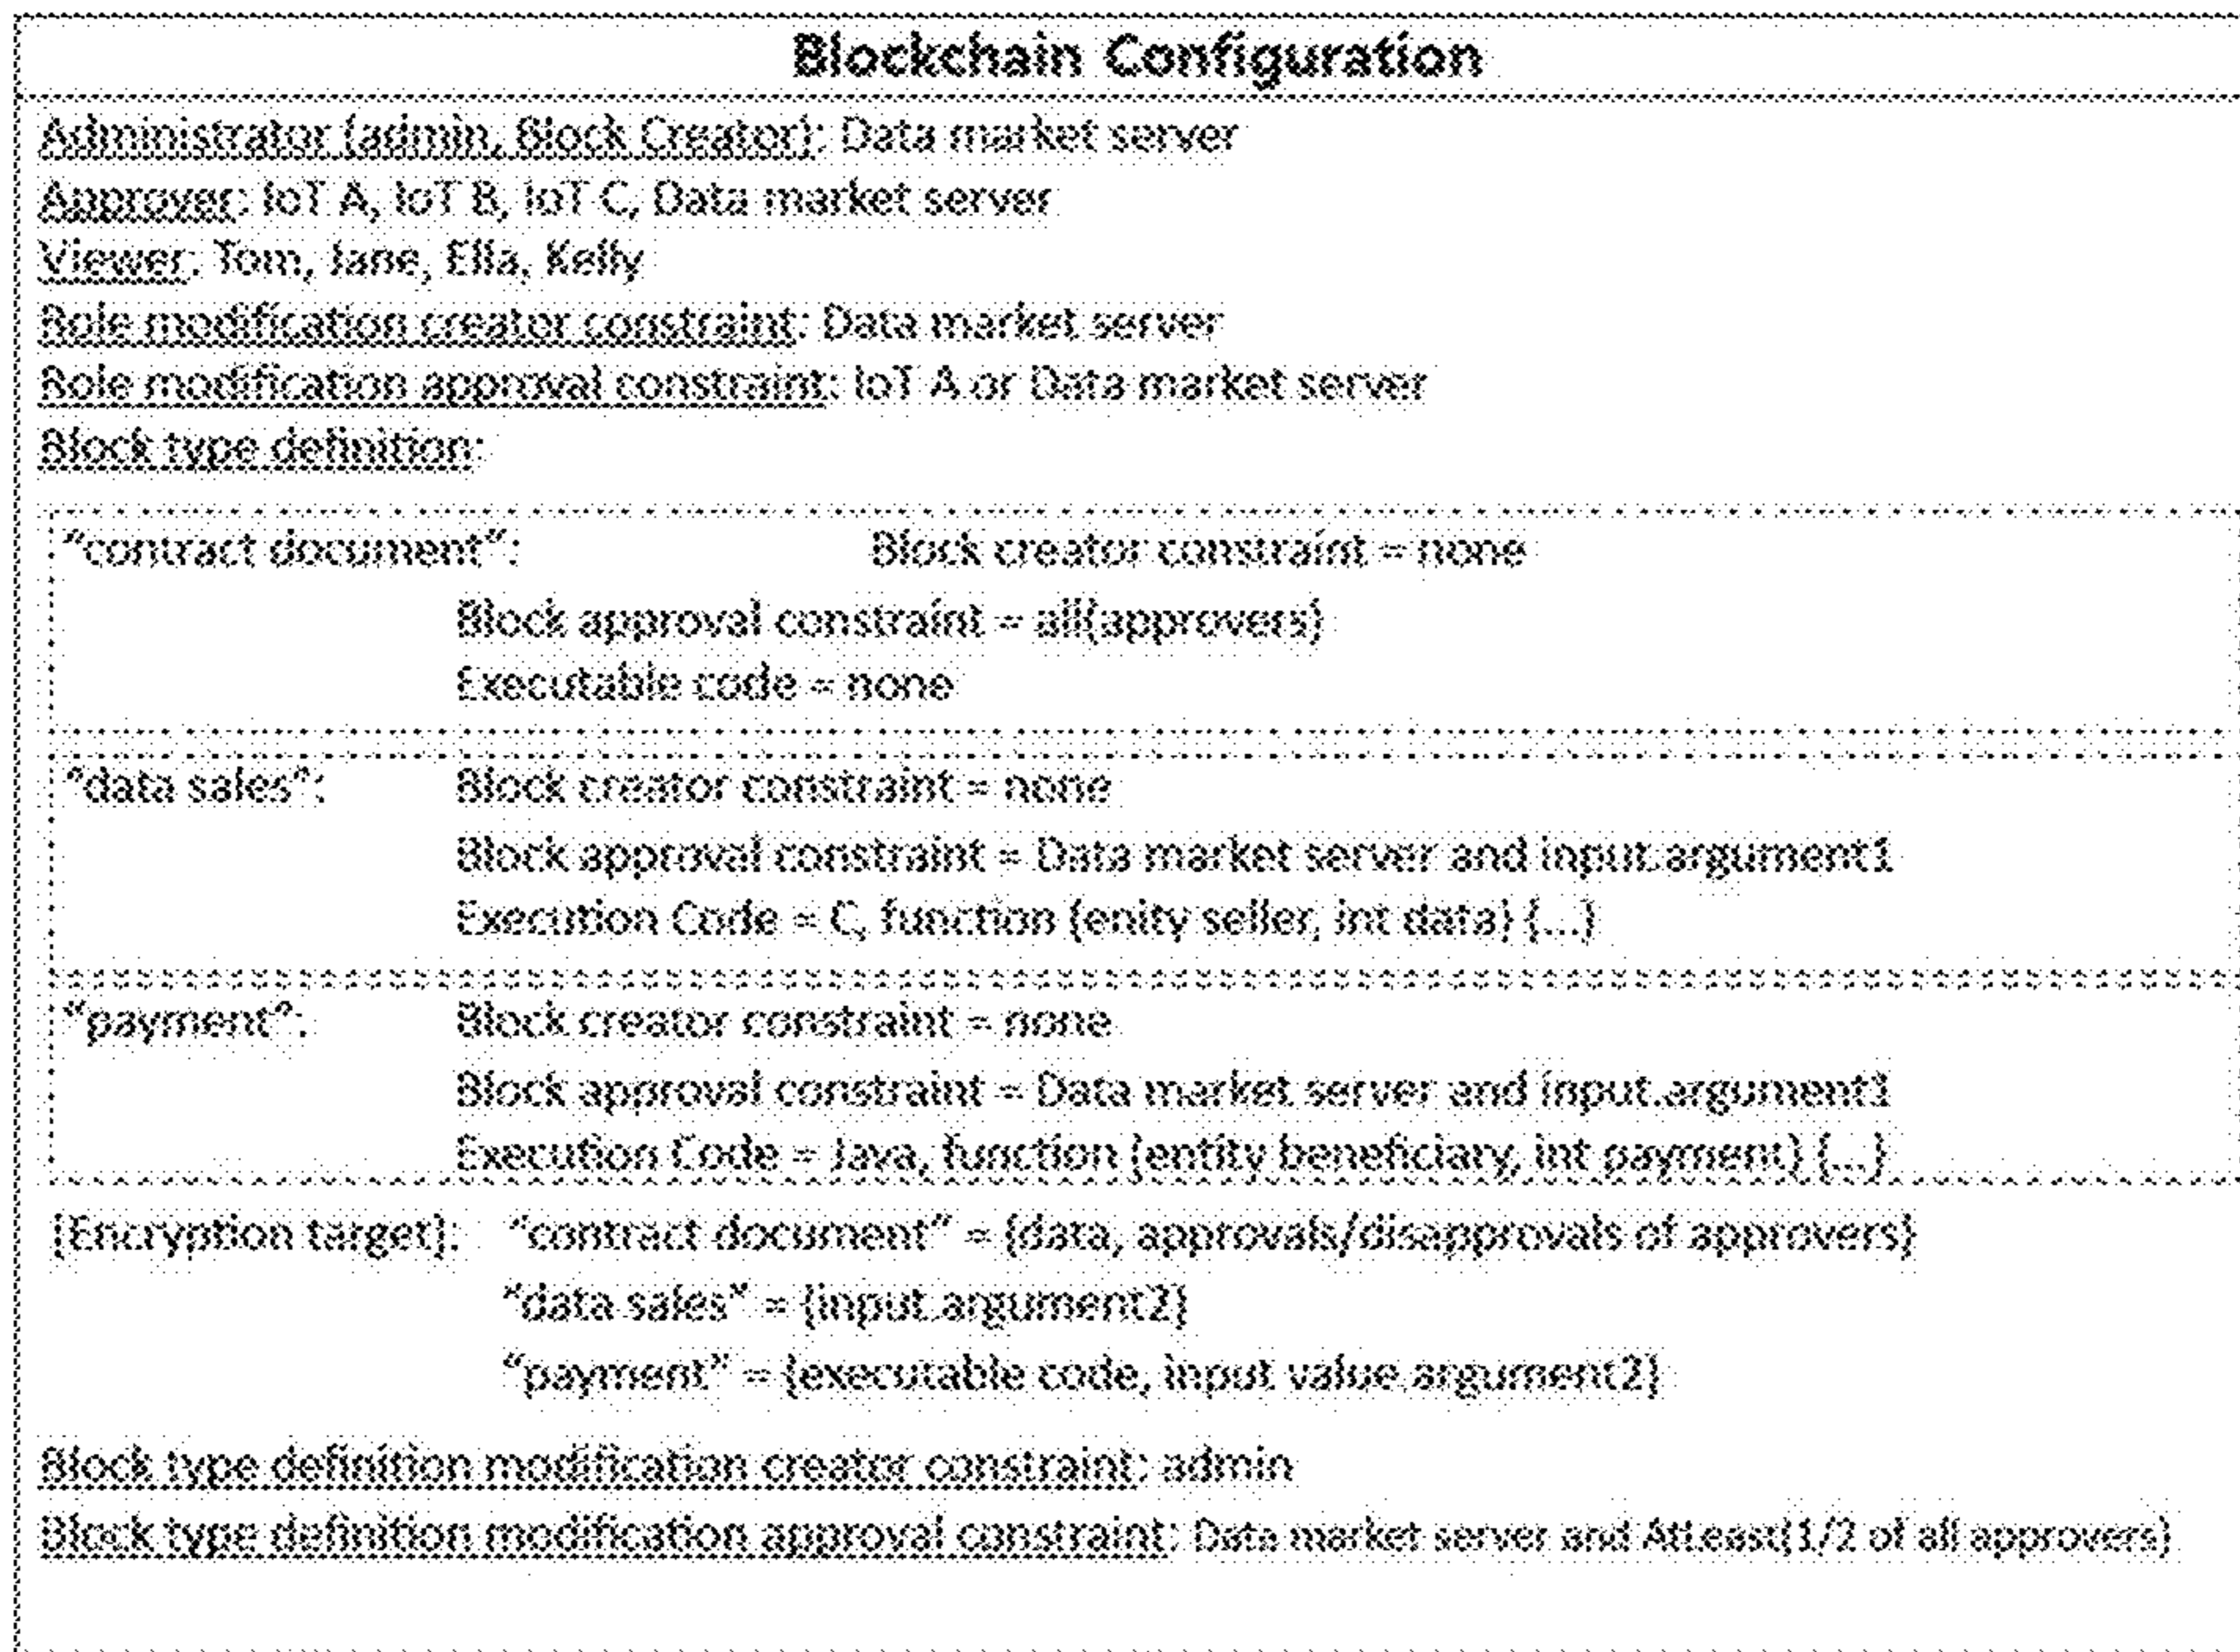 Blockchain Configuration
Administrator (admin, Block Creator): Data market server
Approver: IoT A, IoT B, IoT C, Data market server
Viewer: Tom, Jane, Ella, Kelly
Role modification creator constraint: Data market server
Role modification approval constraint: IoT A or Data market server
Block type definition:
“contract document”: Block creator constraint = none
Block approval constraint = all(approvers)
Executable code = none
“data sales”: Block creator constraint = none
Block approval constraint = Data market server and input.argument1
Execution Code = C, function (enity seller, int data) {...}
“payment”: Block creator constraint = none
Block approval constraint = Data market server and input.argument1
Execution Code = Java, function (entity beneficiary, int payment) {...}
[Encryption target]: “contract document” = {data, approvals/disapprovals of approvers}
“data sales” = {input.argument2}
“payment” = {executable code, input value.argument2}
Block type definition modification creator constraint: admin
Block type definition modification approval constraint: Data market server and AtLeast(1/2 of all approvers)